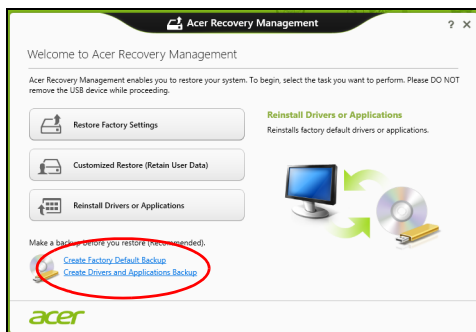 Acer Recovery Management
? X
Welcome to Acer Recovery Management
Acer Recovery Management enables you to restore your system. To begin, select the task you want to perform. Please DO NOT
remove the USB device while proceeding.
Restore Factory Settings
Customized Restore (Retain User Data)
Reinstall Drivers or Applications
Reinstall Drivers or Applications
Reinstalls factory default drivers or applications.
Make a backup before you restore (Recommended).
Create Factory Default Backup
Create Drivers and Applications Backup
acer